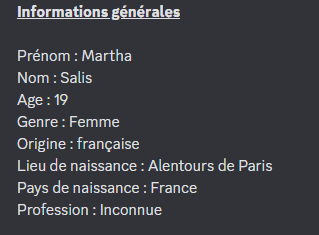 Informations générales
Prénom : Martha
Nom : Salis
Age : 19
Genre : Femme
Origine : française
Lieu de naissance : Alentours de Paris
Pays de naissance : France
Profession : Inconnue